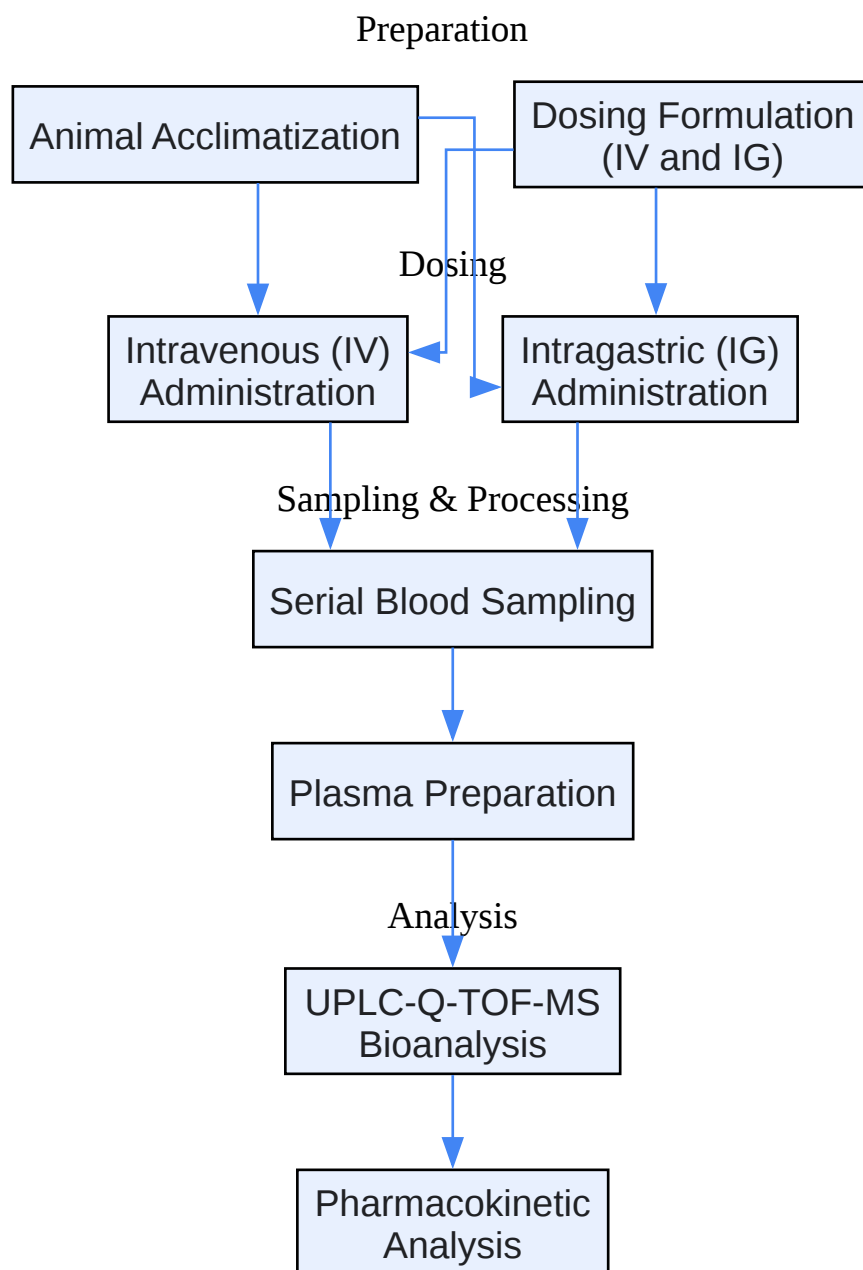 Preparation
Animal Acclimatization
Dosing Formulation
(IV and IG)
Dosing
Intravenous (IV)
Administration
Intragastric (IG)
Administration
Sampling & Processing
Serial Blood Sampling
Plasma Preparation
Analysis
UPLC-Q-TOF-MS
Bioanalysis
Pharmacokinetic
Analysis